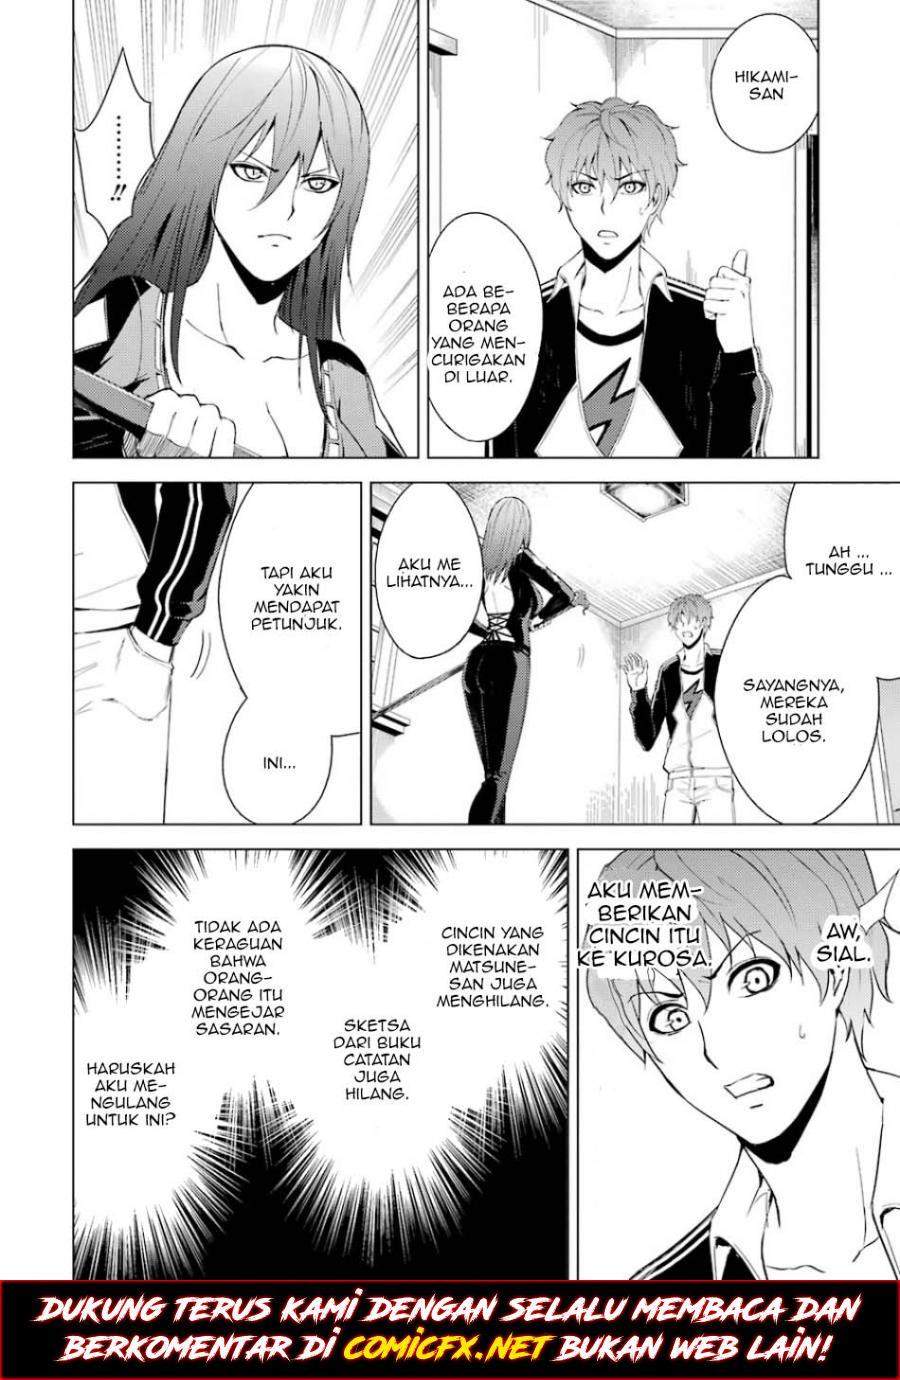 HIKAMI-
SAN
ADA BE-
BERAPA
ORANG
YANG MEN-
CURIGAKAN
DI LUAR.
........!!
AH ...
TUNGGU ...
SAYANGNYA,
MEREKA
SUDAH
LOLOS.
AKU ME
LIHATNYA...
TAPI AKU
YAKIN
MENDAPAT
PETUNJUK.
INI...
AW,
SIAL.
AKU MEM-
BERIKAN
CINCIN ITU
KE KUROSA.
CINCIN YANG
DIKENAKAN
MATSUNE-
SAN JUGA
MENGHILANG.
SKETSA
DARI BUKU
CATATAN
JUGA
HILANG.
TIDAK ADA
KERAGUAN
BAHWA
ORANG-
ORANG ITU
MENGEJAR
SASARAN.
HARUSKAH
AKU ME-
NGULANG
UNTUK INI?
DUKUNG TERUS KAMI DENGAN SELALU MEMBACA DAN
BERKOMENTAR DI COMICFX.NET BUKAN WEB LAIN!